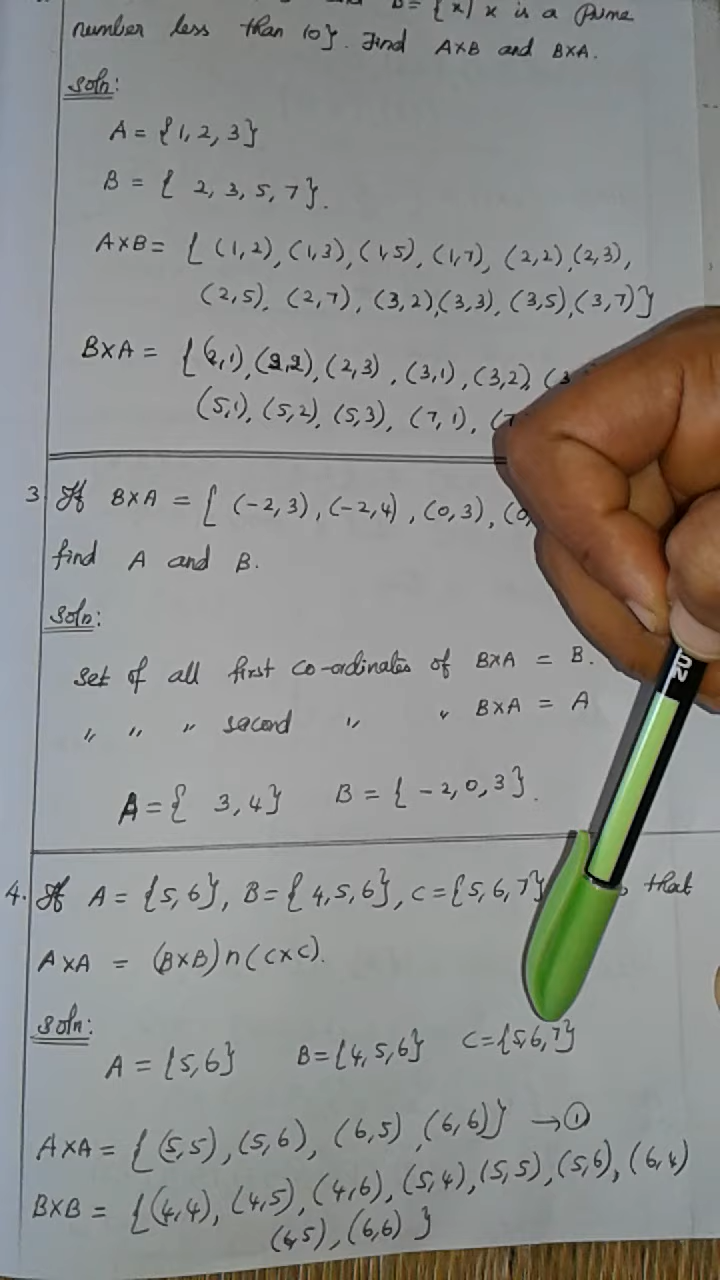 B = {x/x is a Prime
number less than 10}. Find A×B and B×A.
Soln:
A = {1, 2, 3}
B = { 2, 3, 5, 7}.
A×B = { (1,2), (1,3), (1,5), (1,7), (2,2), (2,3),
(2,5), (2,7), (3,2), (3,3), (3,5), (3,7)}
B×A = {(2,1), (2,2), (2,3), (3,1), (3,2), (3
(5,1), (5,2), (5,3), (7,1), (7
3 If B×A = { (-2,3), (-2,4), (0,3), (0,
find A and B.
Soln:
Set of all first co-ordinates of B×A = B.
" " " second " " B×A = A
A = { 3, 4} B = { -2, 0, 3}.
4. If A = {5,6}, B = { 4,5,6}, C = {5,6,7} that
A×A = (B×B) n (C×C).
Soln:
A = {5,6} B = {4,5,6} C = {5,6,7}
A×A = { (5,5), (5,6), (6,5), (6,6)} → ①
B×B = {(4,4), (4,5), (4,6), (5,4), (5,5), (5,6), (6,4)
(6,5), (6,6) }